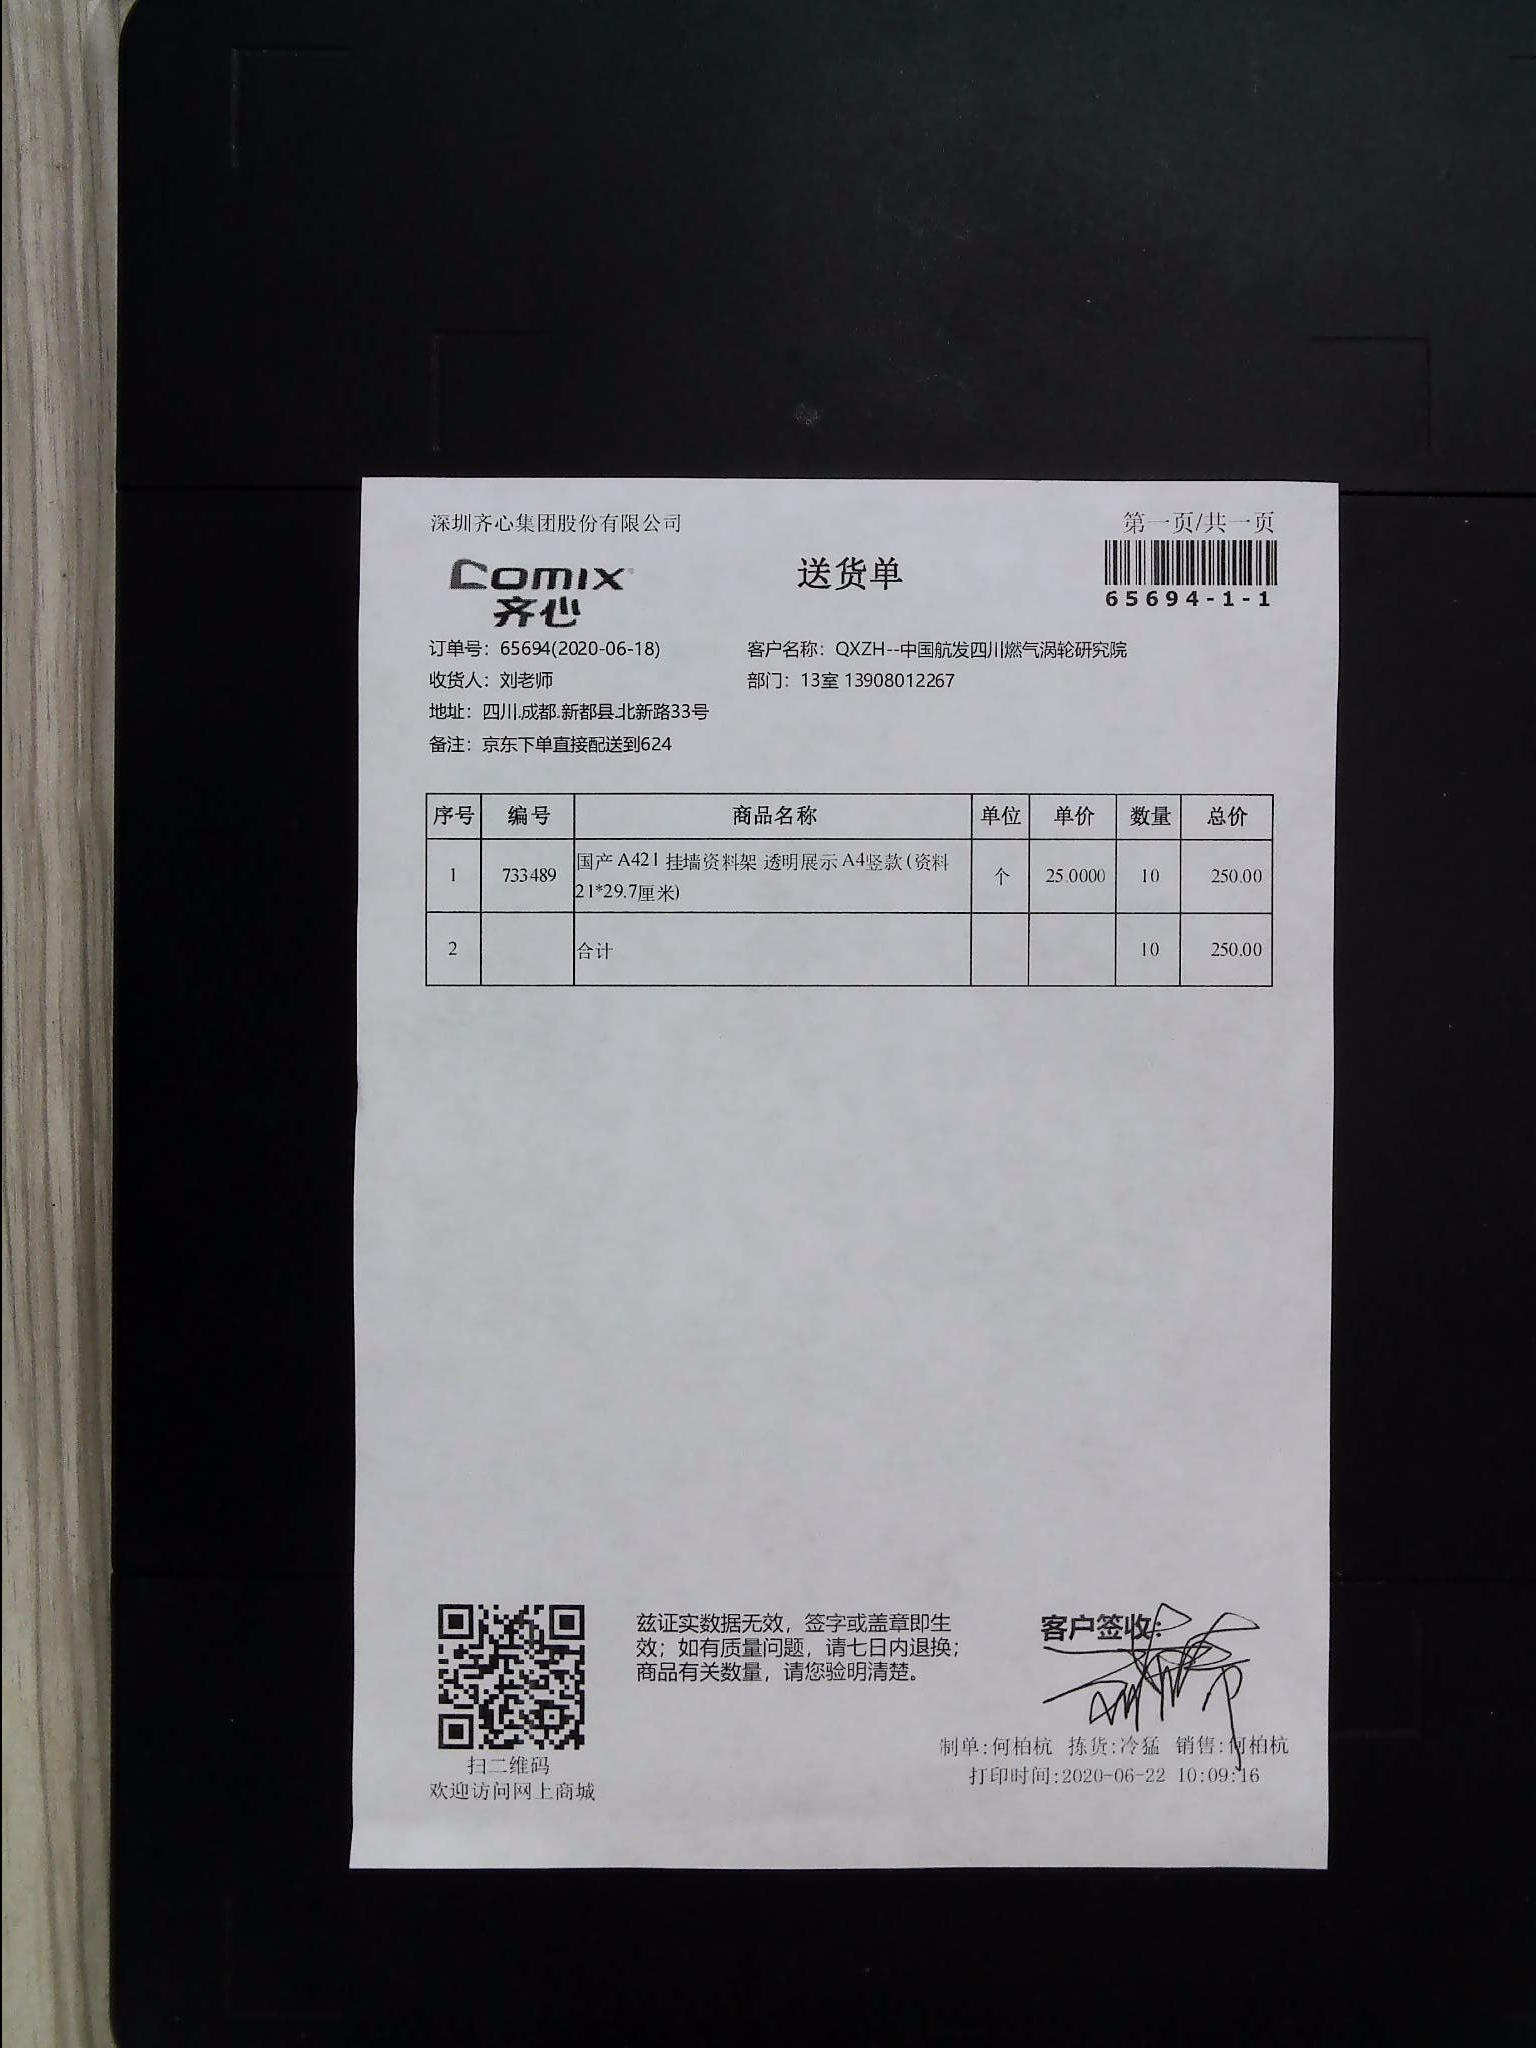 深圳齐心集团股份有限公司
第一页/共一页
comix
齐心
送货单
65694-1-1
订单号：65694(2020-06-18)
客户名称：QXZH--中国航发四川燃气涡轮研究院
收货人：刘老师
部门：13室 13908012267
地址：四川.成都.新都县.北新路33号
备注：京东下单直接配送到624
序号 编号 商品名称 单位 单价 数量 总价
1 733489 国产 A421 挂墙资料架 透明展示 A4竖款(资料 个 25.0000 10 250.00
21*29.7厘米)
2 合计 10 250.00
兹证实数据无效，签字或盖章即生
效；如有质量问题，请七日内退换；
商品有关数量，请您验明清楚。
客户签收：
制单:何柏杭 拣货:冷猛 销售:何柏杭
打印时间:2020-06-22 10:09:16
扫二维码
欢迎访问网上商城